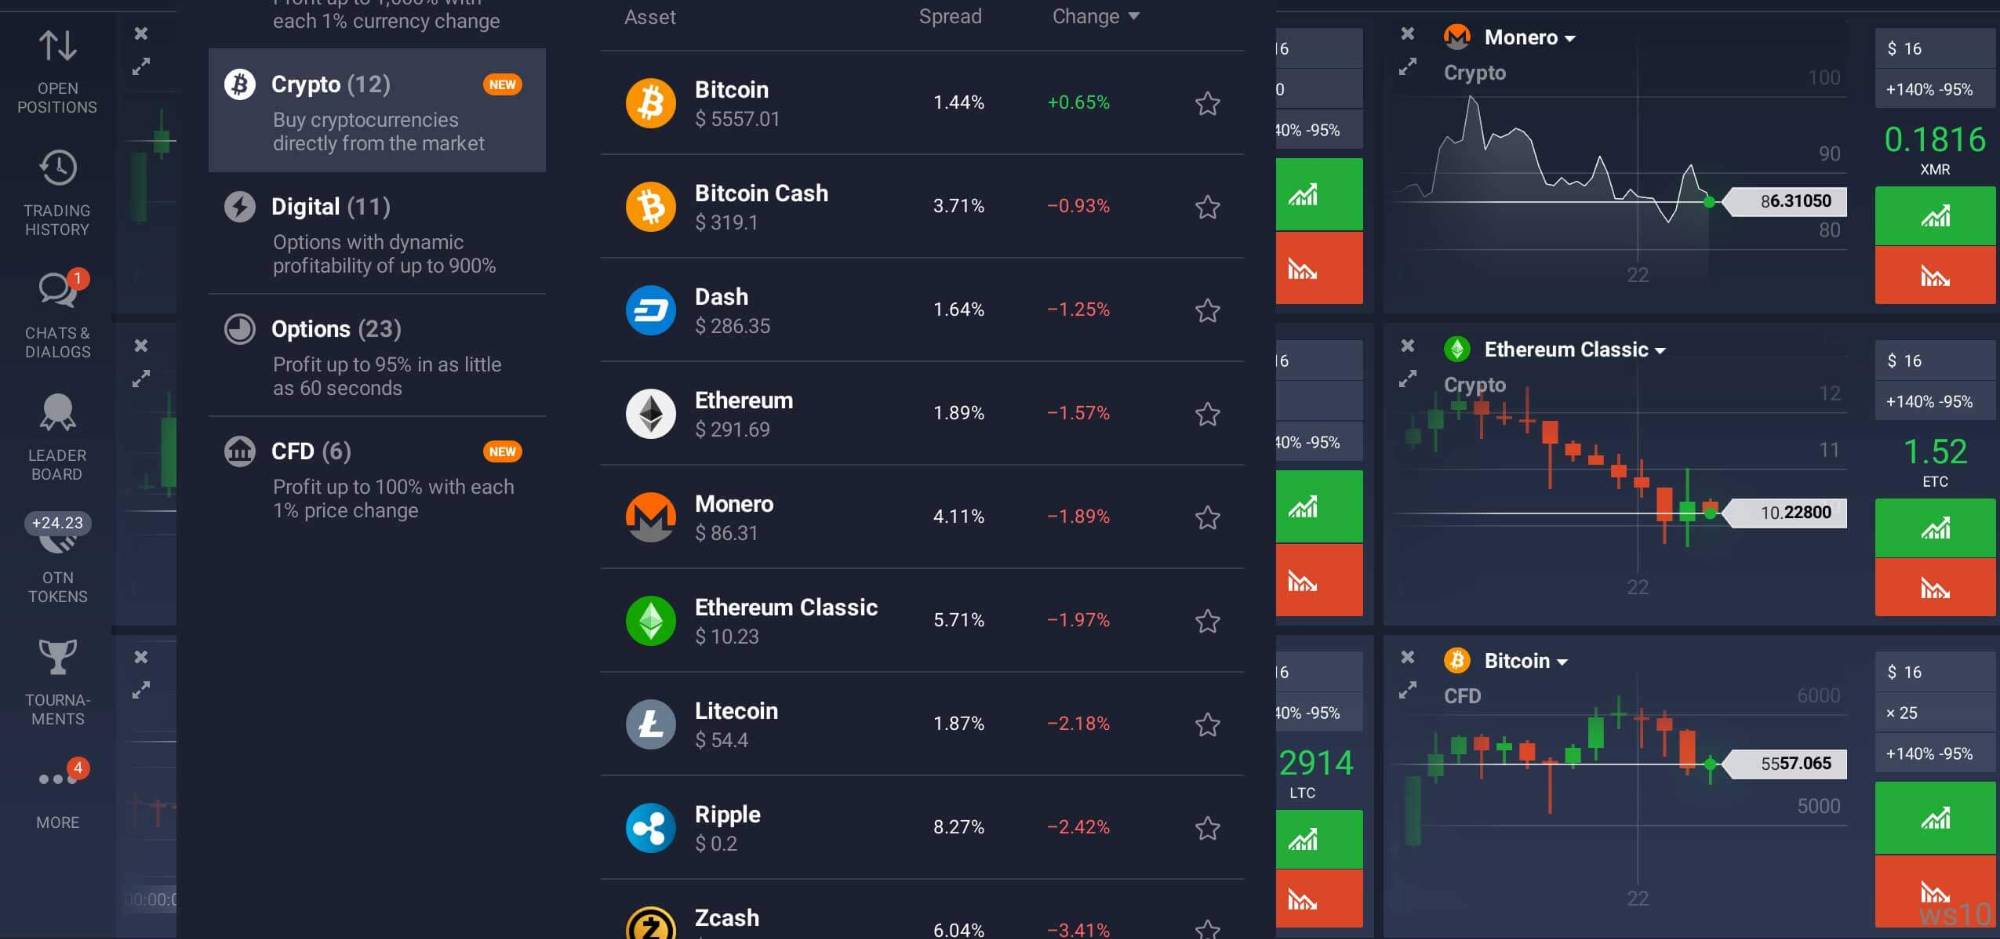 OPEN
POSITIONS
TRADING
HISTORY
1
CHATS &
DIALOGS
LEADER
BOARD
+24.23
OTN
TOKENS
TOURNA-
MENTS
4
MORE
each 1% currency change
Crypto (12)
NEW
Buy cryptocurrencies
directly from the market
Digital (11)
Options with dynamic
profitability of up to 900%
Options (23)
Profit up to 95% in as little
as 60 seconds
CFD (6)
NEW
Profit up to 100% with each
1% price change
Asset Spread Change
Bitcoin
$ 5557.01
1.44% +0.65%
Bitcoin Cash
$ 319.1
3.71% −0.93%
Dash
$ 286.35
1.64% −1.25%
Ethereum
$ 291.69
1.89% −1.57%
Monero
$ 86.31
4.11% −1.89%
Ethereum Classic
$ 10.23
5.71% −1.97%
Litecoin
$ 54.4
1.87% −2.18%
Ripple
$ 0.2
8.27% −2.42%
Zcash
6.04% −3.41%
16
0
40% -95%
16
40% -95%
16
40% -95%
2914
LTC
Monero
Crypto
100
90
86.31050
80
22
$ 16
+140% -95%
0.1816
XMR
Ethereum Classic
Crypto
12
11
10.22800
22
$ 16
+140% -95%
1.52
ETC
Bitcoin
CFD
6000
5557.065
5000
22
$ 16
× 25
+140% -95%
ws10